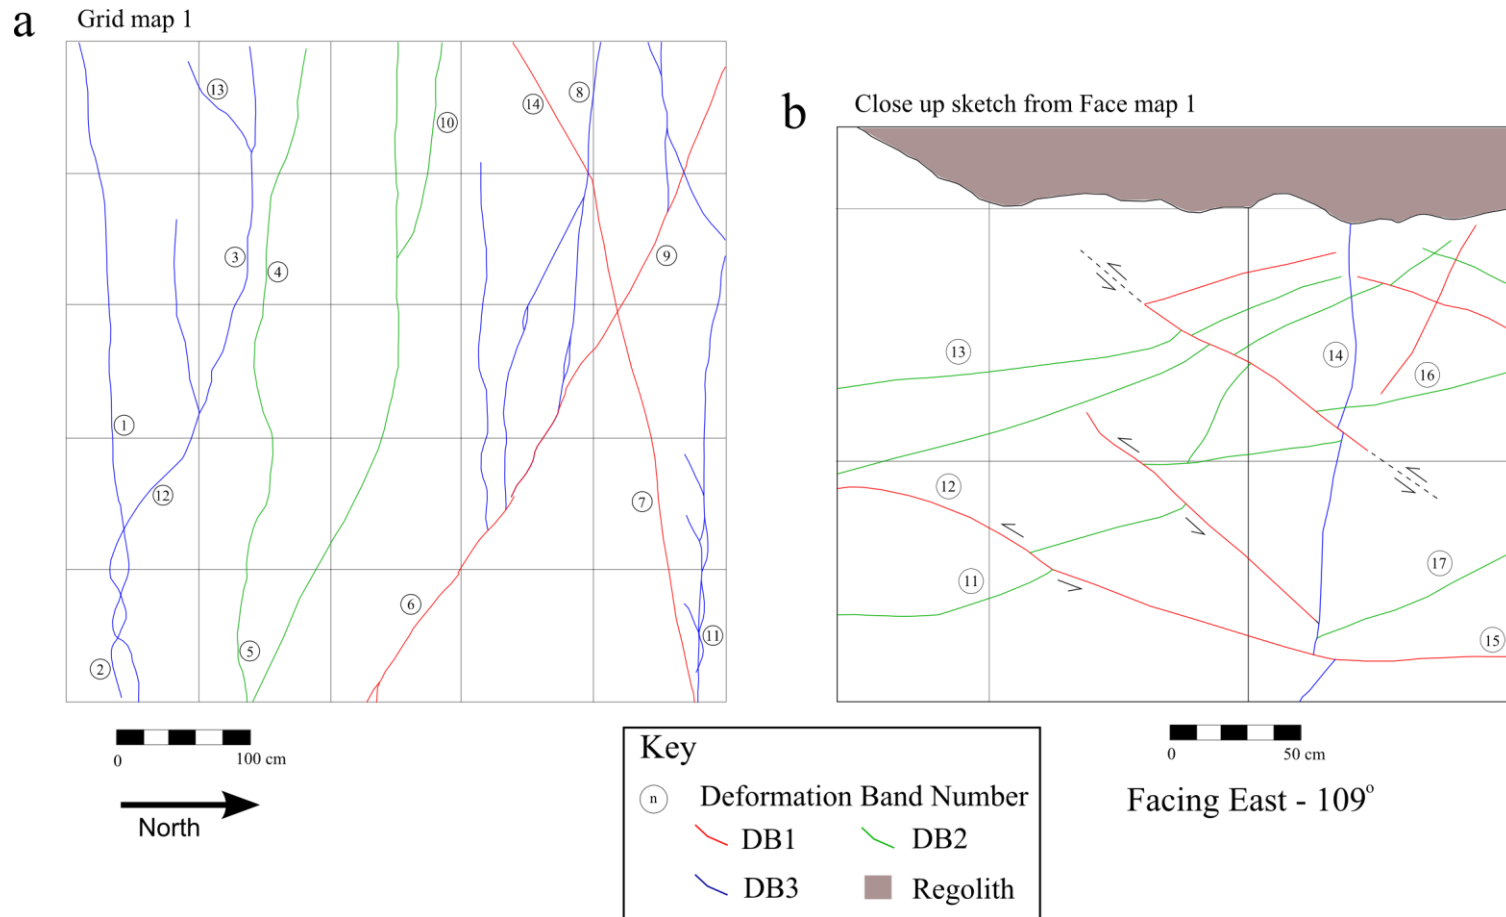 a
Grid map 1
13
8
14
10
3
4
9
1
12
7
6
11
5
2
0
100 cm
North
b
Close up sketch from Face map 1
13
14
16
12
11
17
15
0
50 cm
Facing East - 109°
Key
n Deformation Band Number
DB1 DB2
DB3 Regolith